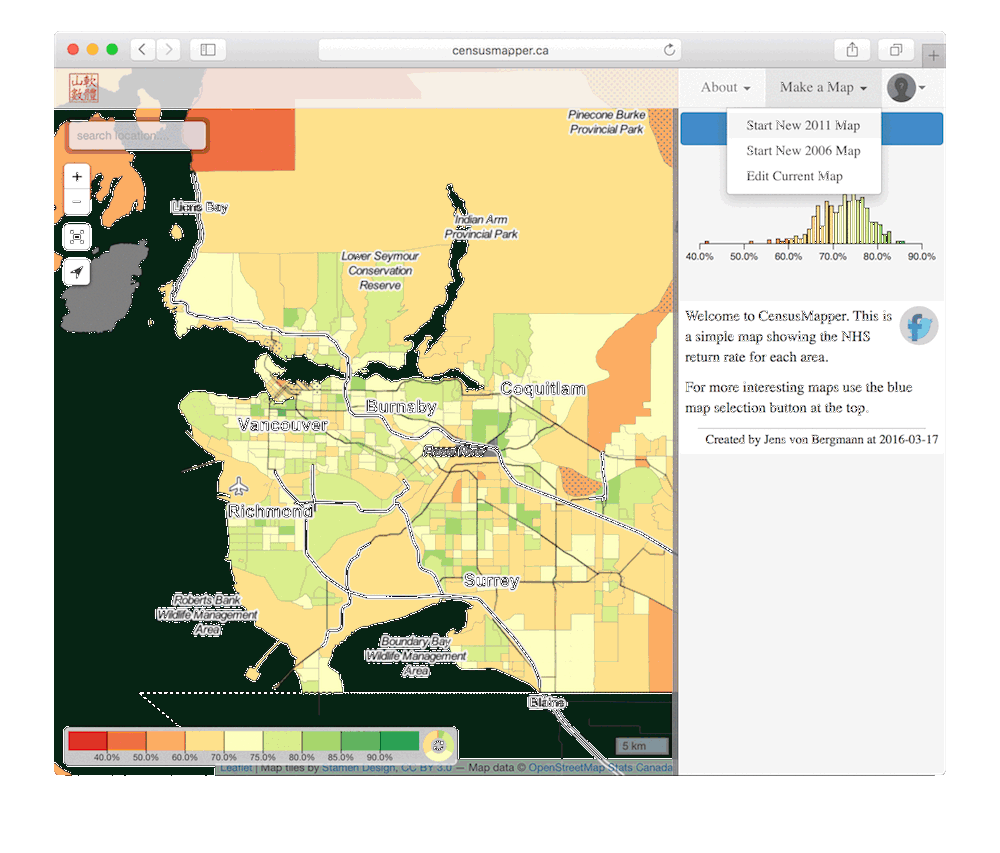 censusmapper.ca
山軟
數體
About
Make a Map
Start New 2011 Map
Start New 2006 Map
Edit Current Map
search location...
Pinecone Burke
Provincial Park
Lions Bay
Indian Arm
Provincial Park
Lower Seymour
Conservation
Reserve
40.0% 50.0% 60.0% 70.0% 80.0% 90.0%
Welcome to CensusMapper. This is
a simple map showing the NHS
return rate for each area.
For more interesting maps use the blue
map selection button at the top.
Created by Jens von Bergmann at 2016-03-17
Coquitlam
Burnaby
Vancouver
Richmond
Surrey
Roberts Bank
Wildlife Management
Area
Boundary Bay
Wildlife Management
Area
Blaine
40.0% 50.0% 60.0% 70.0% 75.0% 80.0% 85.0% 90.0%
5 km
Leaflet | Map tiles by Stamen Design, CC BY 3.0 — Map data © OpenStreetMap Stats Canada